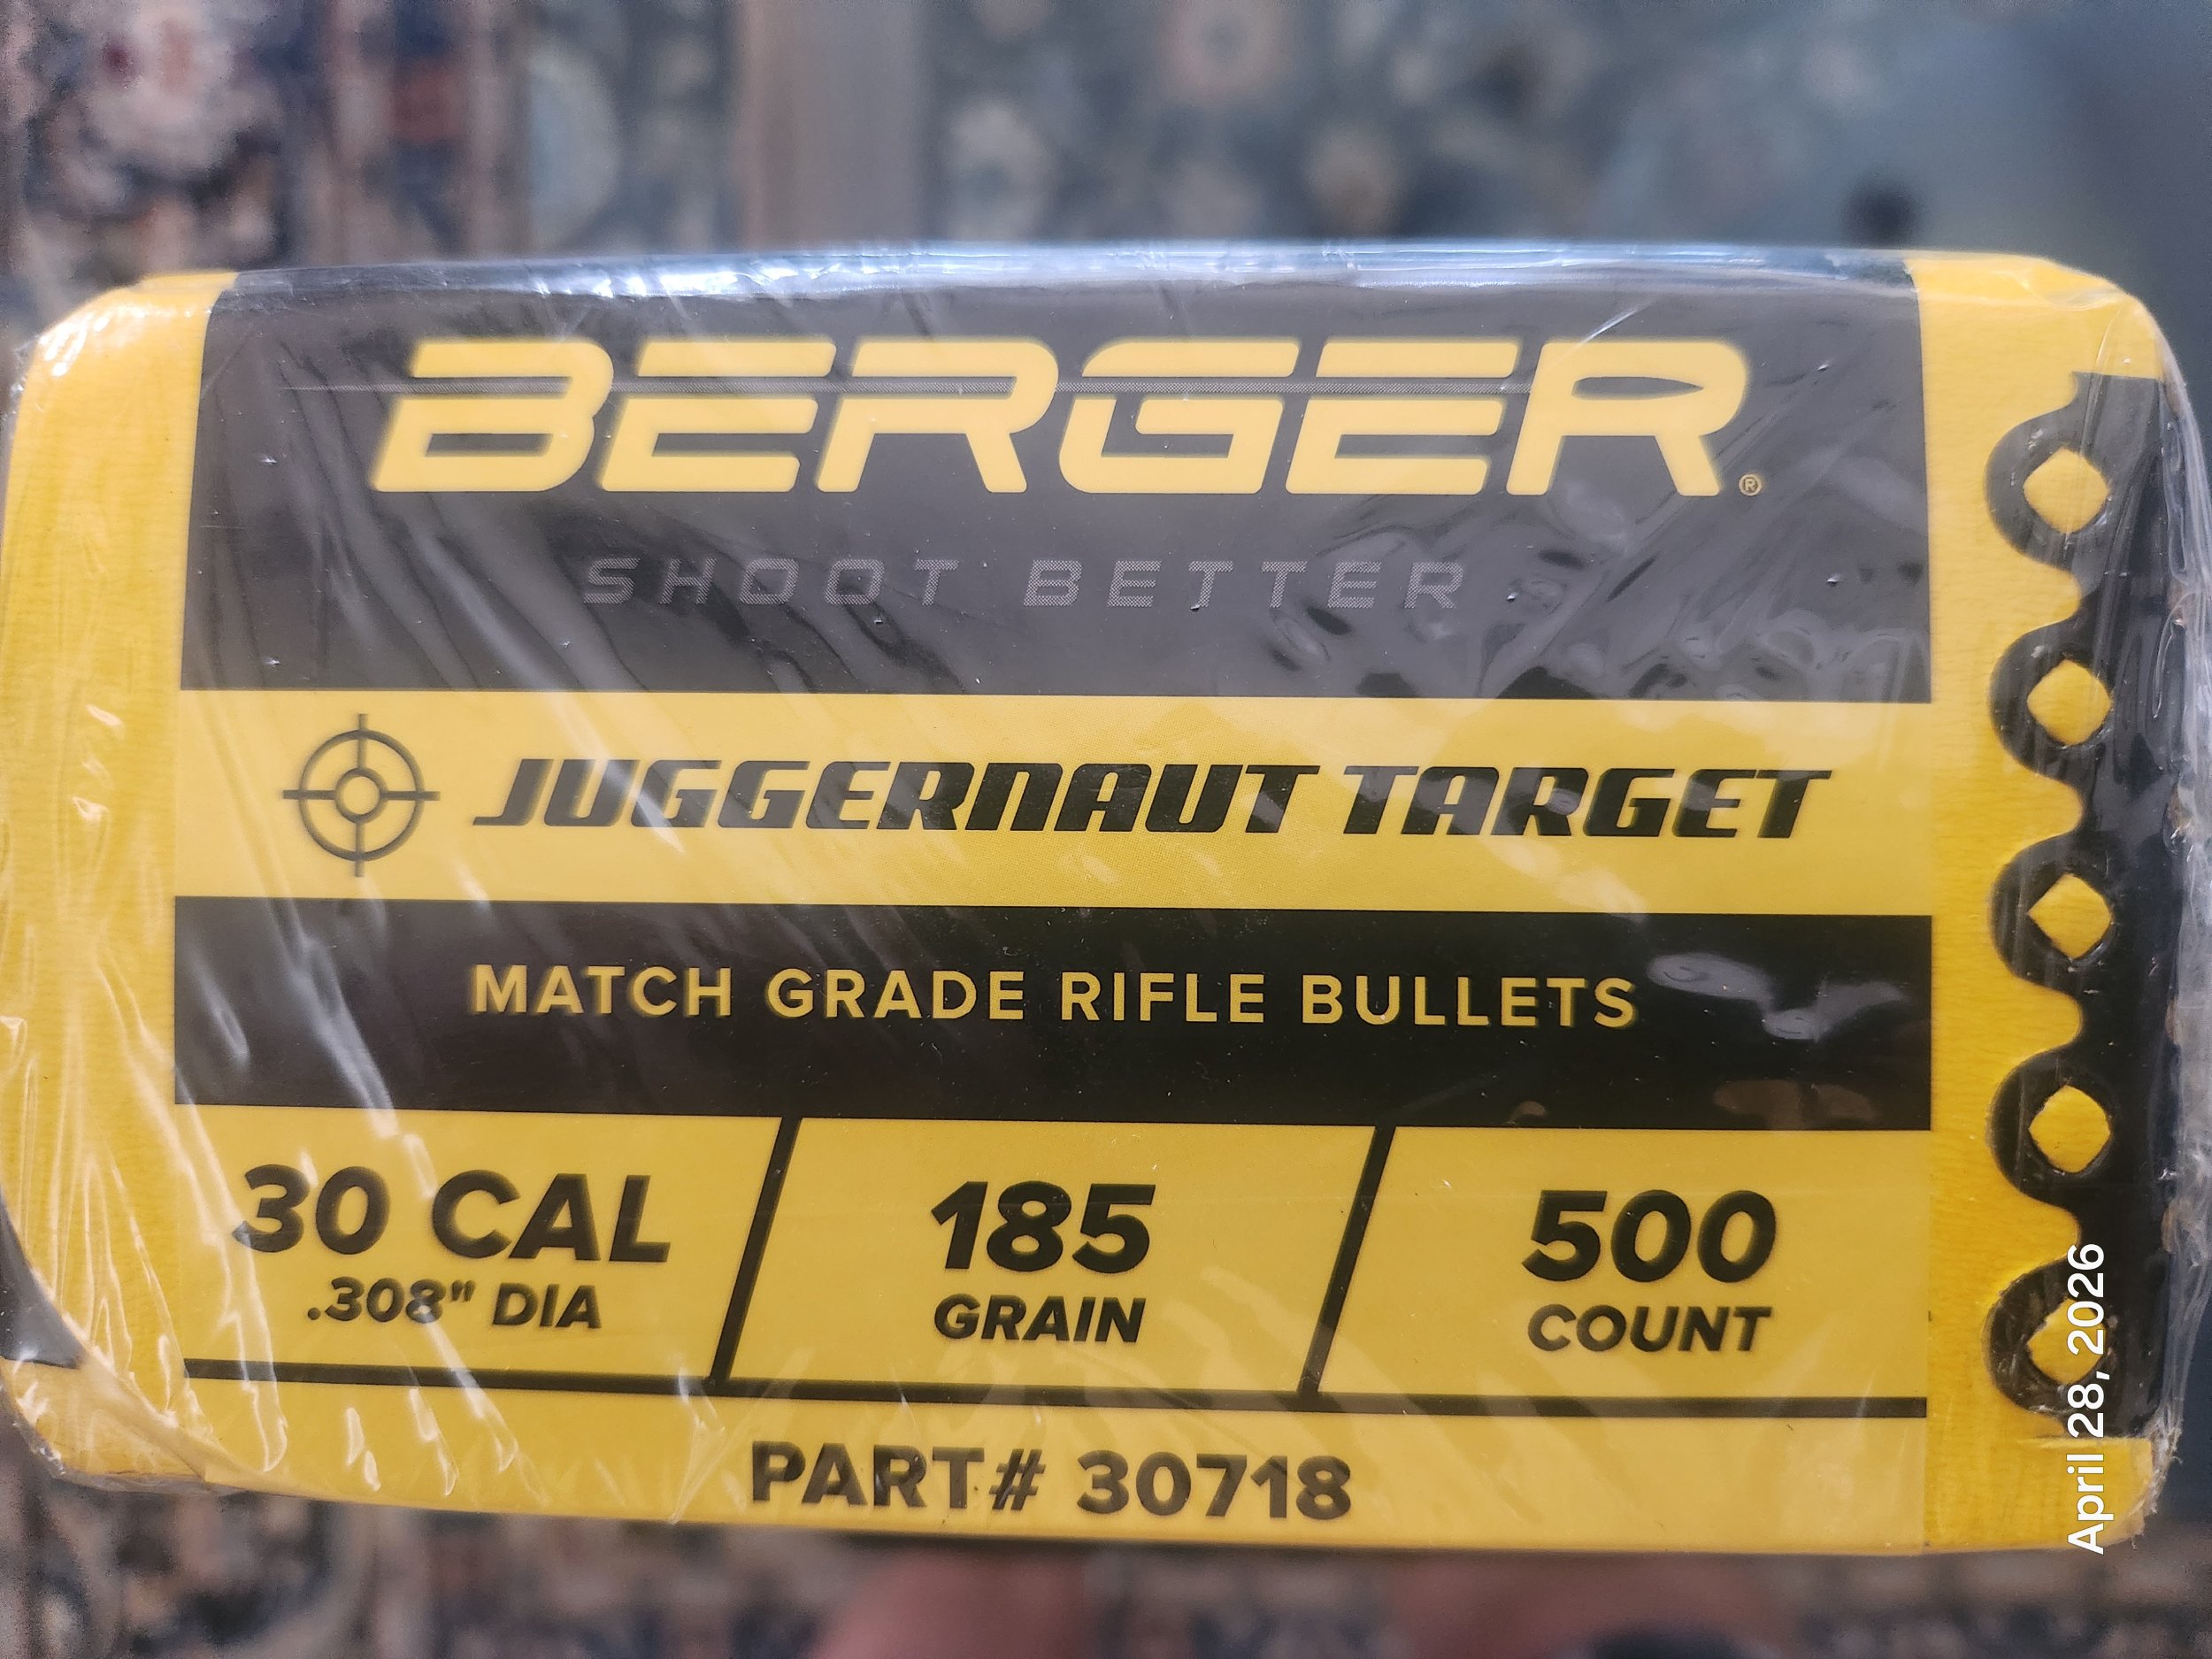 BERGER®
SHOOT BETTER
JUGGERNAUT TARGET
MATCH GRADE RIFLE BULLETS
30 CAL
.308" DIA
185
GRAIN
500
COUNT
PART# 30718
April 28, 2026